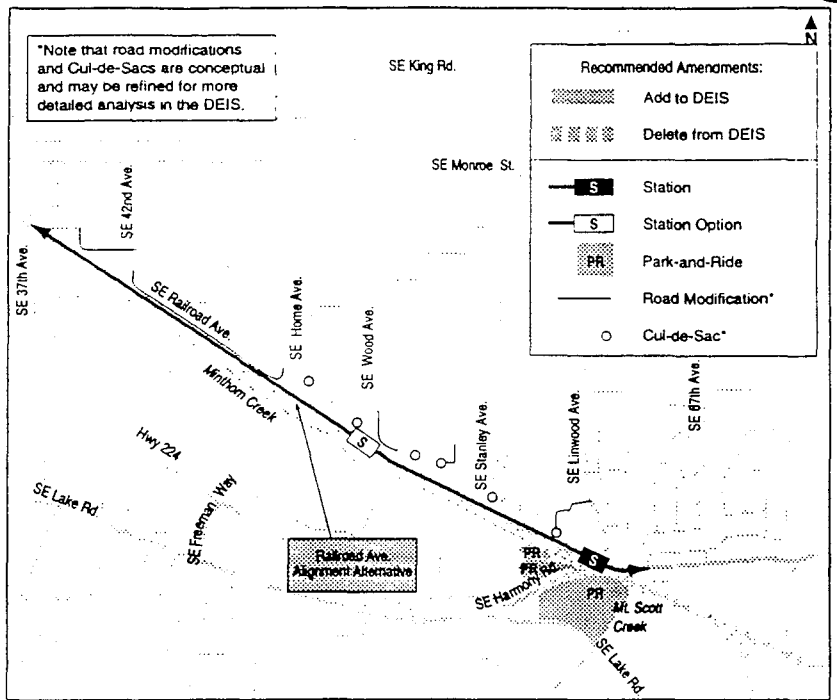 N
*Note that road modifications
and Cul-de-Sacs are conceptual
and may be refined for more
detailed analysis in the DEIS.
SE King Rd.
Recommended Amendments:
Add to DEIS
Delete from DEIS
S Station
S Station Option
PR Park-and-Ride
Road Modification*
Cul-de-Sac*
SE Monroe St.
SE 37th Ave.
SE 42nd Ave.
SE Railroad Ave.
SE Home Ave.
SE Wood Ave.
SE Stanley Ave.
SE Linwood Ave.
SE 67th Ave.
Minthorn Creek
Hwy 224
SE Lake Rd.
SE Freeman Way
S
Railroad Ave.
Alignment Alternative
PR
PR
SE Harmony Rd.
S
PR
Mt. Scott
Creek
SE Lake Rd.